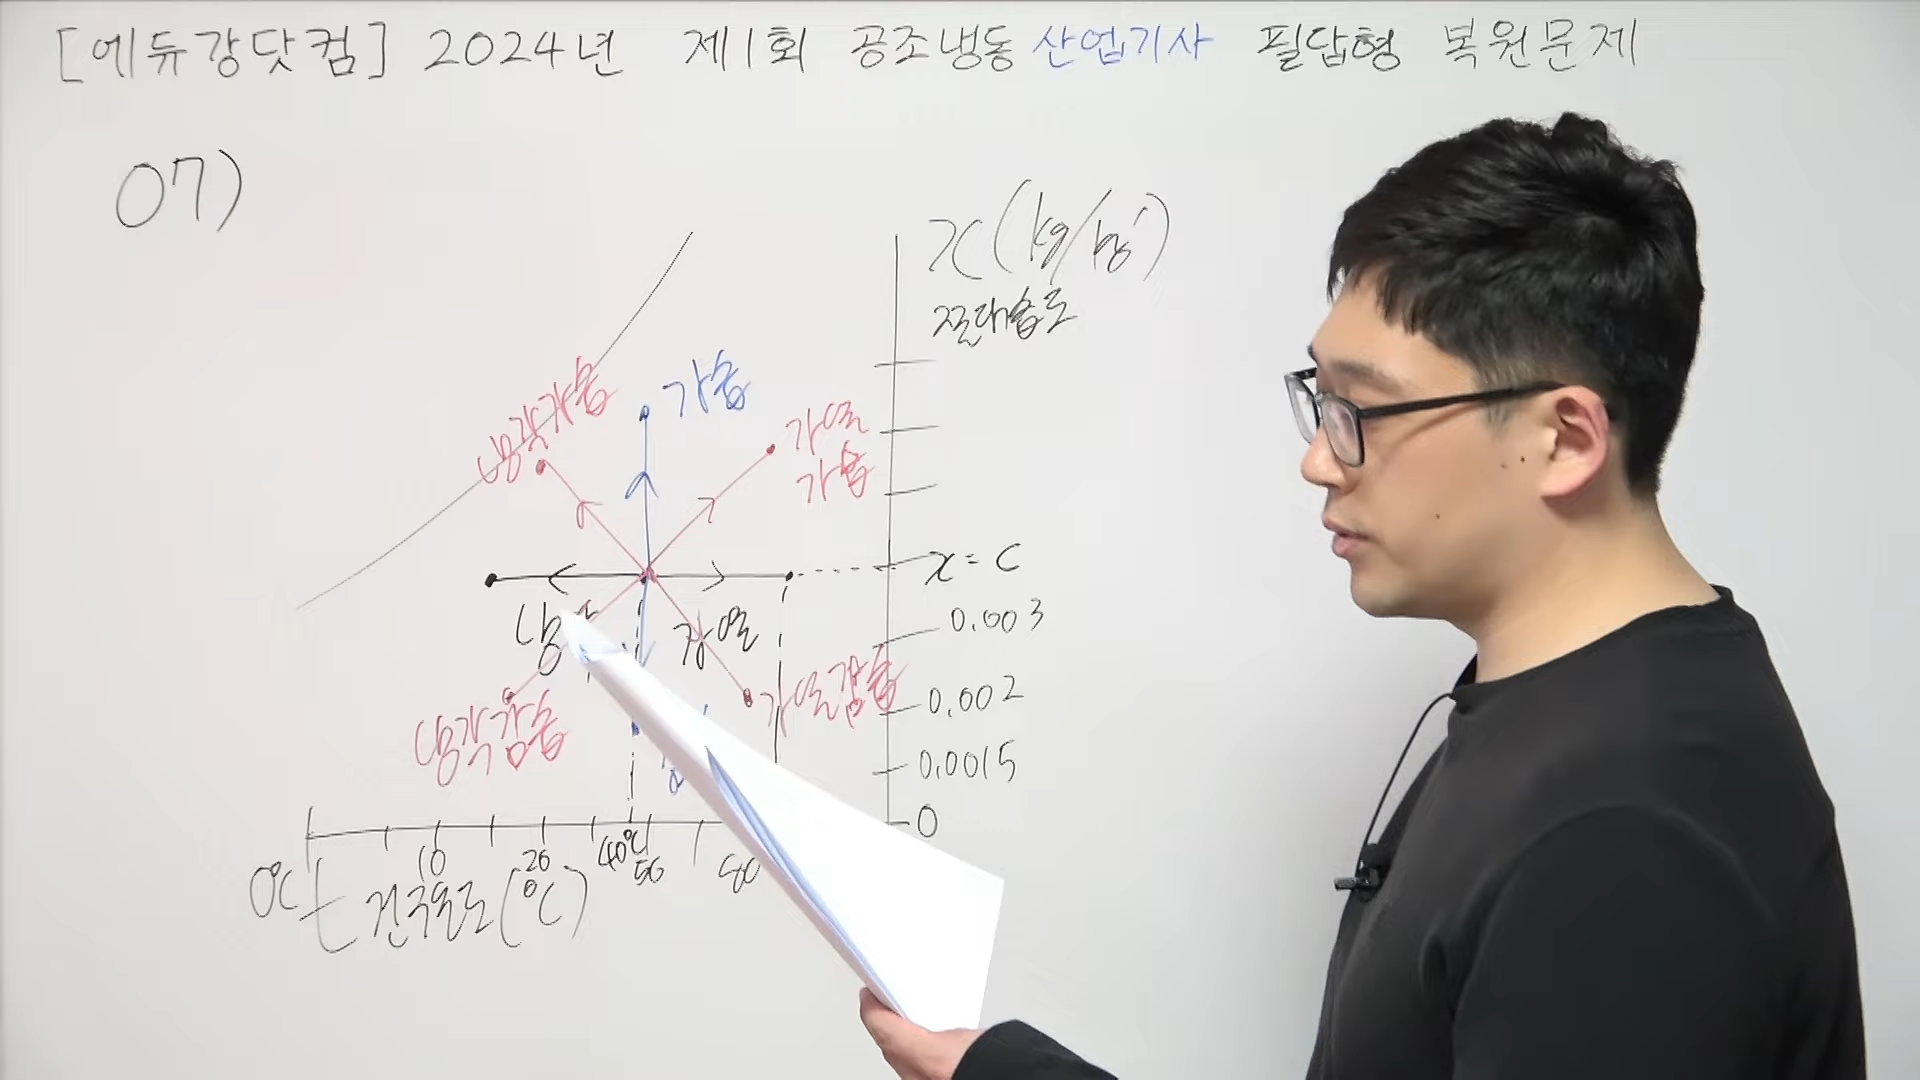 [에듀강닷컴] 2024년 제1회 공조냉동산업기사 필답형 복원문제
07)
x(kg/kg')
절대습도
냉각가습
가습
가열
가습
x=C
0.003
냉
가열
가열감습
0.002
냉각감습
0.0015
0
10
20
40℃
50
80
0℃
t 건구온도(℃)